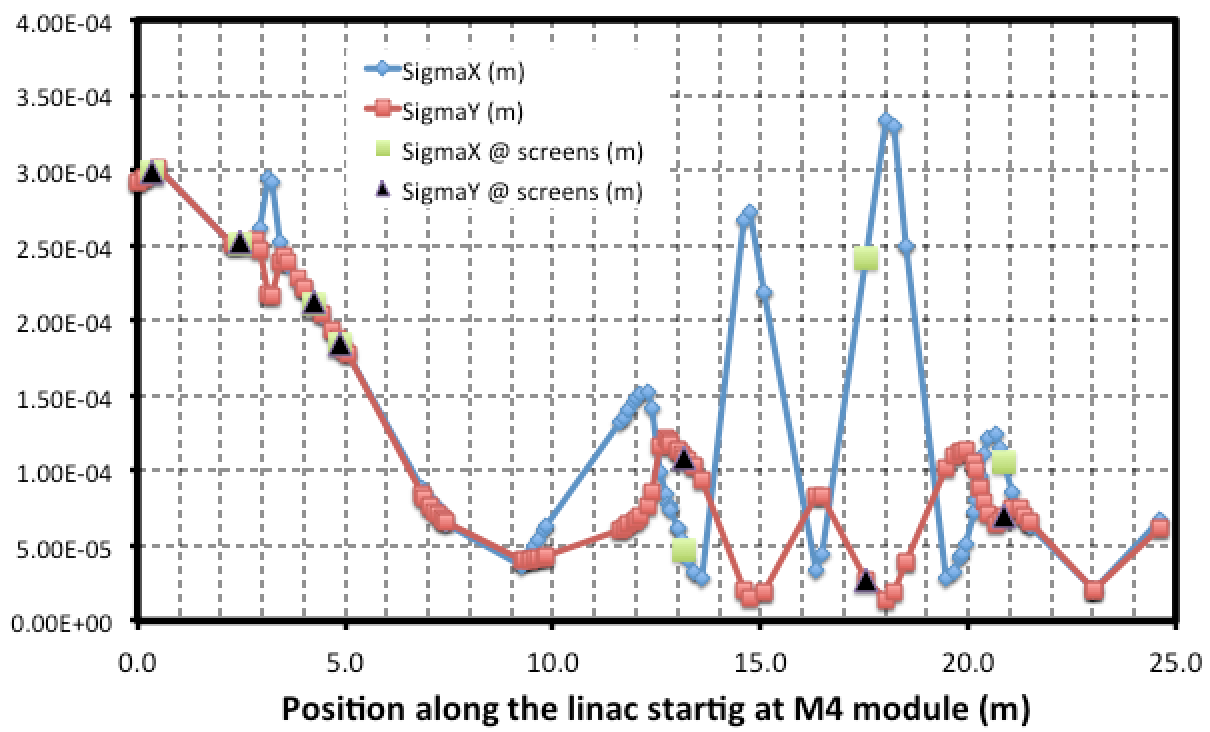 4.00E-04
3.50E-04
3.00E-04
2.50E-04
2.00E-04
1.50E-04
1.00E-04
5.00E-05
0.00E+00
SigmaX (m)
SigmaY (m)
SigmaX @ screens (m)
SigmaY @ screens (m)
0.0 5.0 10.0 15.0 20.0 25.0
Position along the linac startig at M4 module (m)